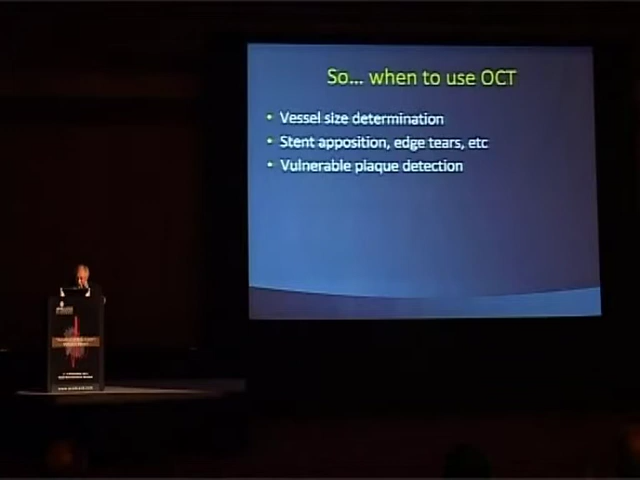 So... when to use OCT
• Vessel size determination
• Stent apposition, edge tears, etc
• Vulnerable plaque detection